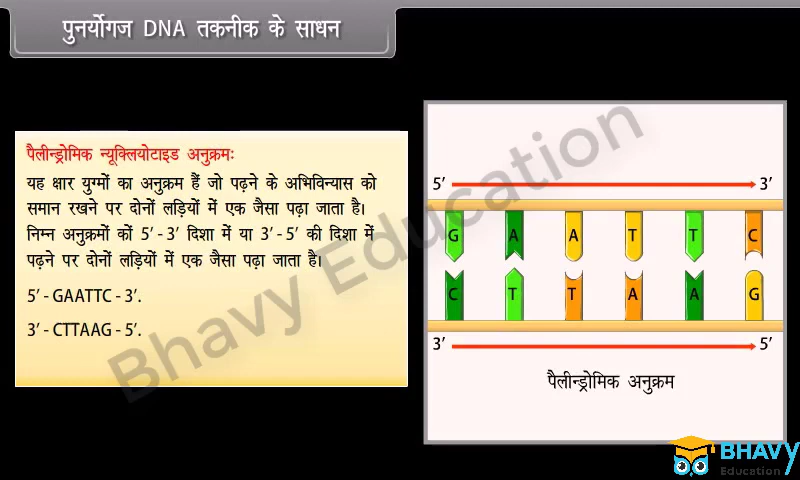 पुनर्योगज DNA तकनीक के साधन
पैलीन्ड्रोमिक न्यूक्लियोटाइड अनुक्रमः
यह क्षार युग्मों का अनुक्रम हैं जो पढ़ने के अभिविन्यास को
समान रखने पर दोनों लड़ियों में एक जैसा पढ़ा जाता है।
निम्न अनुक्रमों कों 5′-3′ दिशा में या 3′-5′ की दिशा में
पढ़ने पर दोनों लड़ियों में एक जैसा पढ़ा जाता है।
5′ - GAATTC - 3′.
3′ - CTTAAG - 5′.
5′ 3′
G A A T T C
C T T A A G
3′ 5′
पैलीन्ड्रोमिक अनुक्रम
Bhavy Education
BHAVY
Education